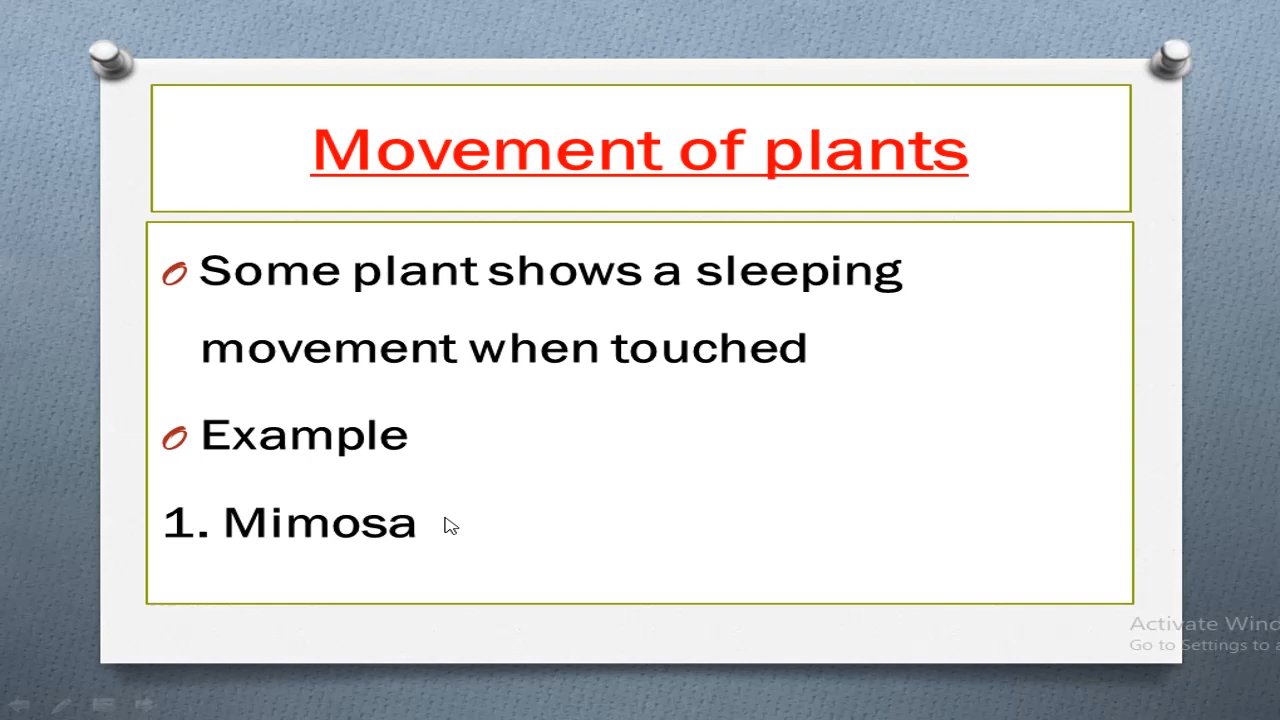 Movement of plants
Some plant shows a sleeping
movement when touched
Example
1. Mimosa
Activate Wind
Go to Settings to a